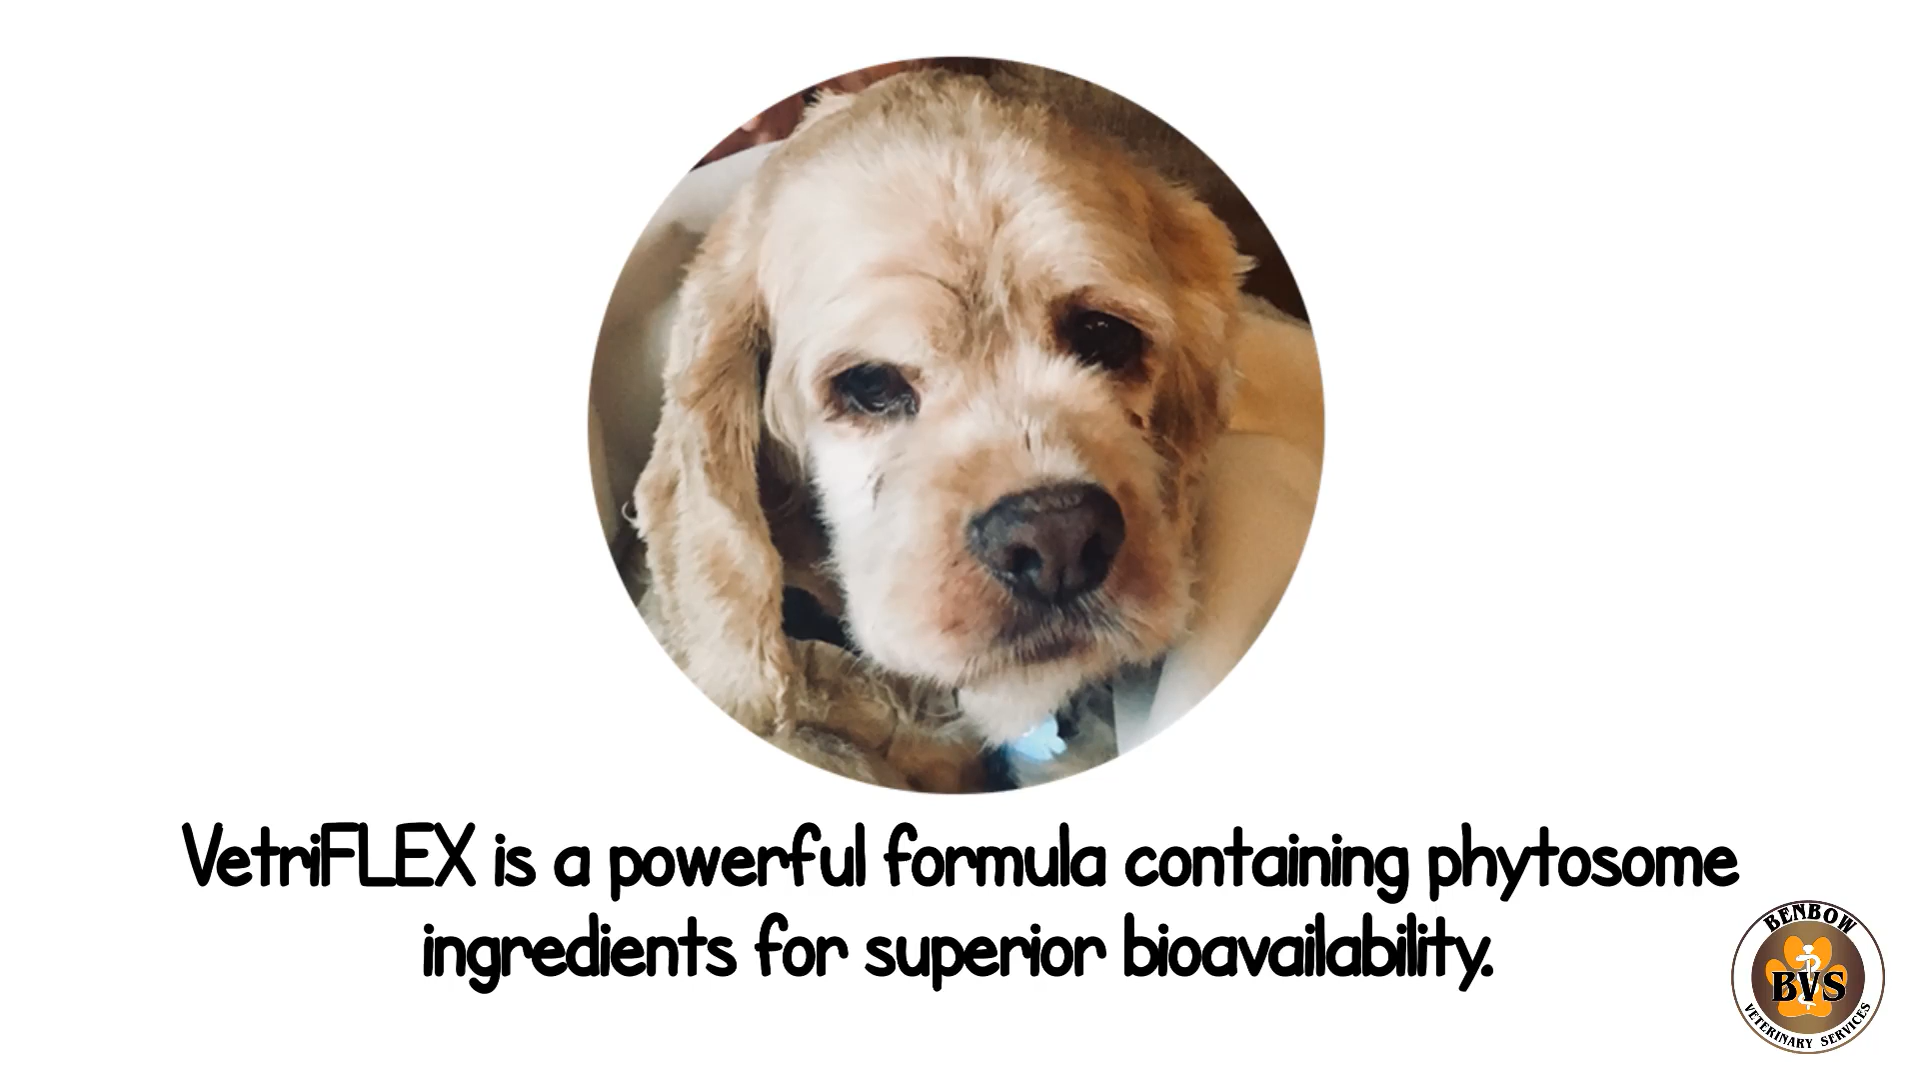 VetriFLEX is a powerful formula containing phytosome
ingredients for superior bioavailability.
BENBOW
BVS
VETERINARY SERVICES